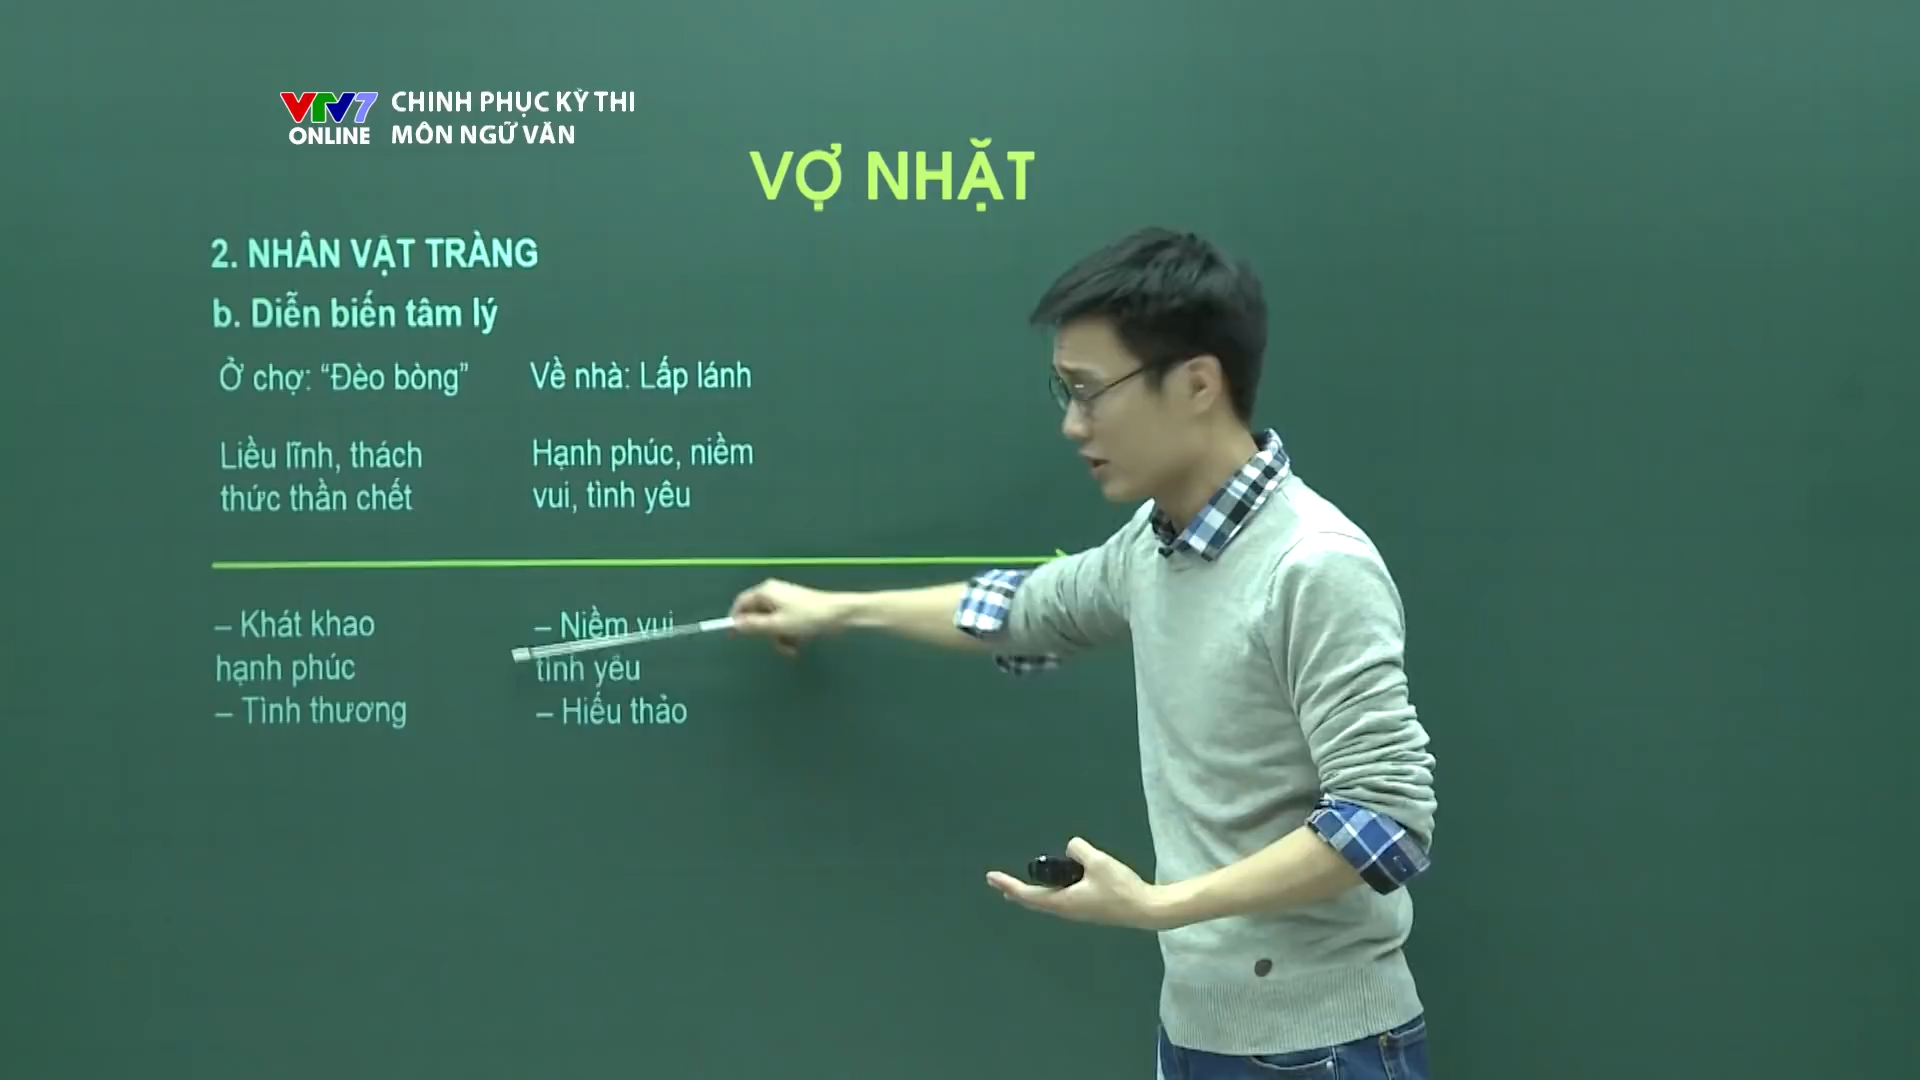 VTV7 ONLINE
CHINH PHỤC KỲ THI
MÔN NGỮ VĂN
VỢ NHẶT
2. NHÂN VẬT TRÀNG
b. Diễn biến tâm lý
Ở chợ: “Đèo bòng”
Liều lĩnh, thách
thức thần chết
Về nhà: Lấp lánh
Hạnh phúc, niềm
vui, tình yêu
– Khát khao
hạnh phúc
– Tình thương
– Niềm vui
tình yêu
– Hiếu thảo